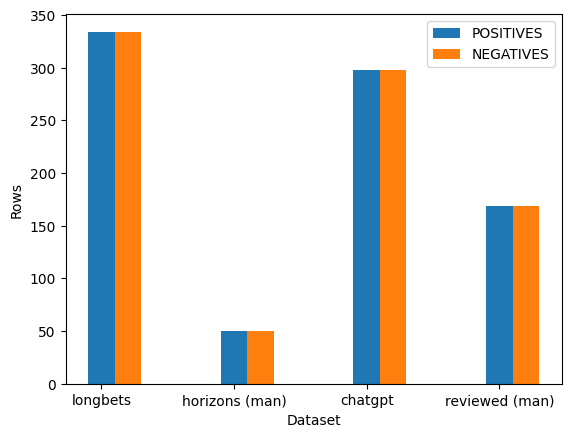 350
300
250
200
150
100
50
0
Rows
POSITIVES
NEGATIVES
longbets horizons (man) chatgpt reviewed (man)
Dataset